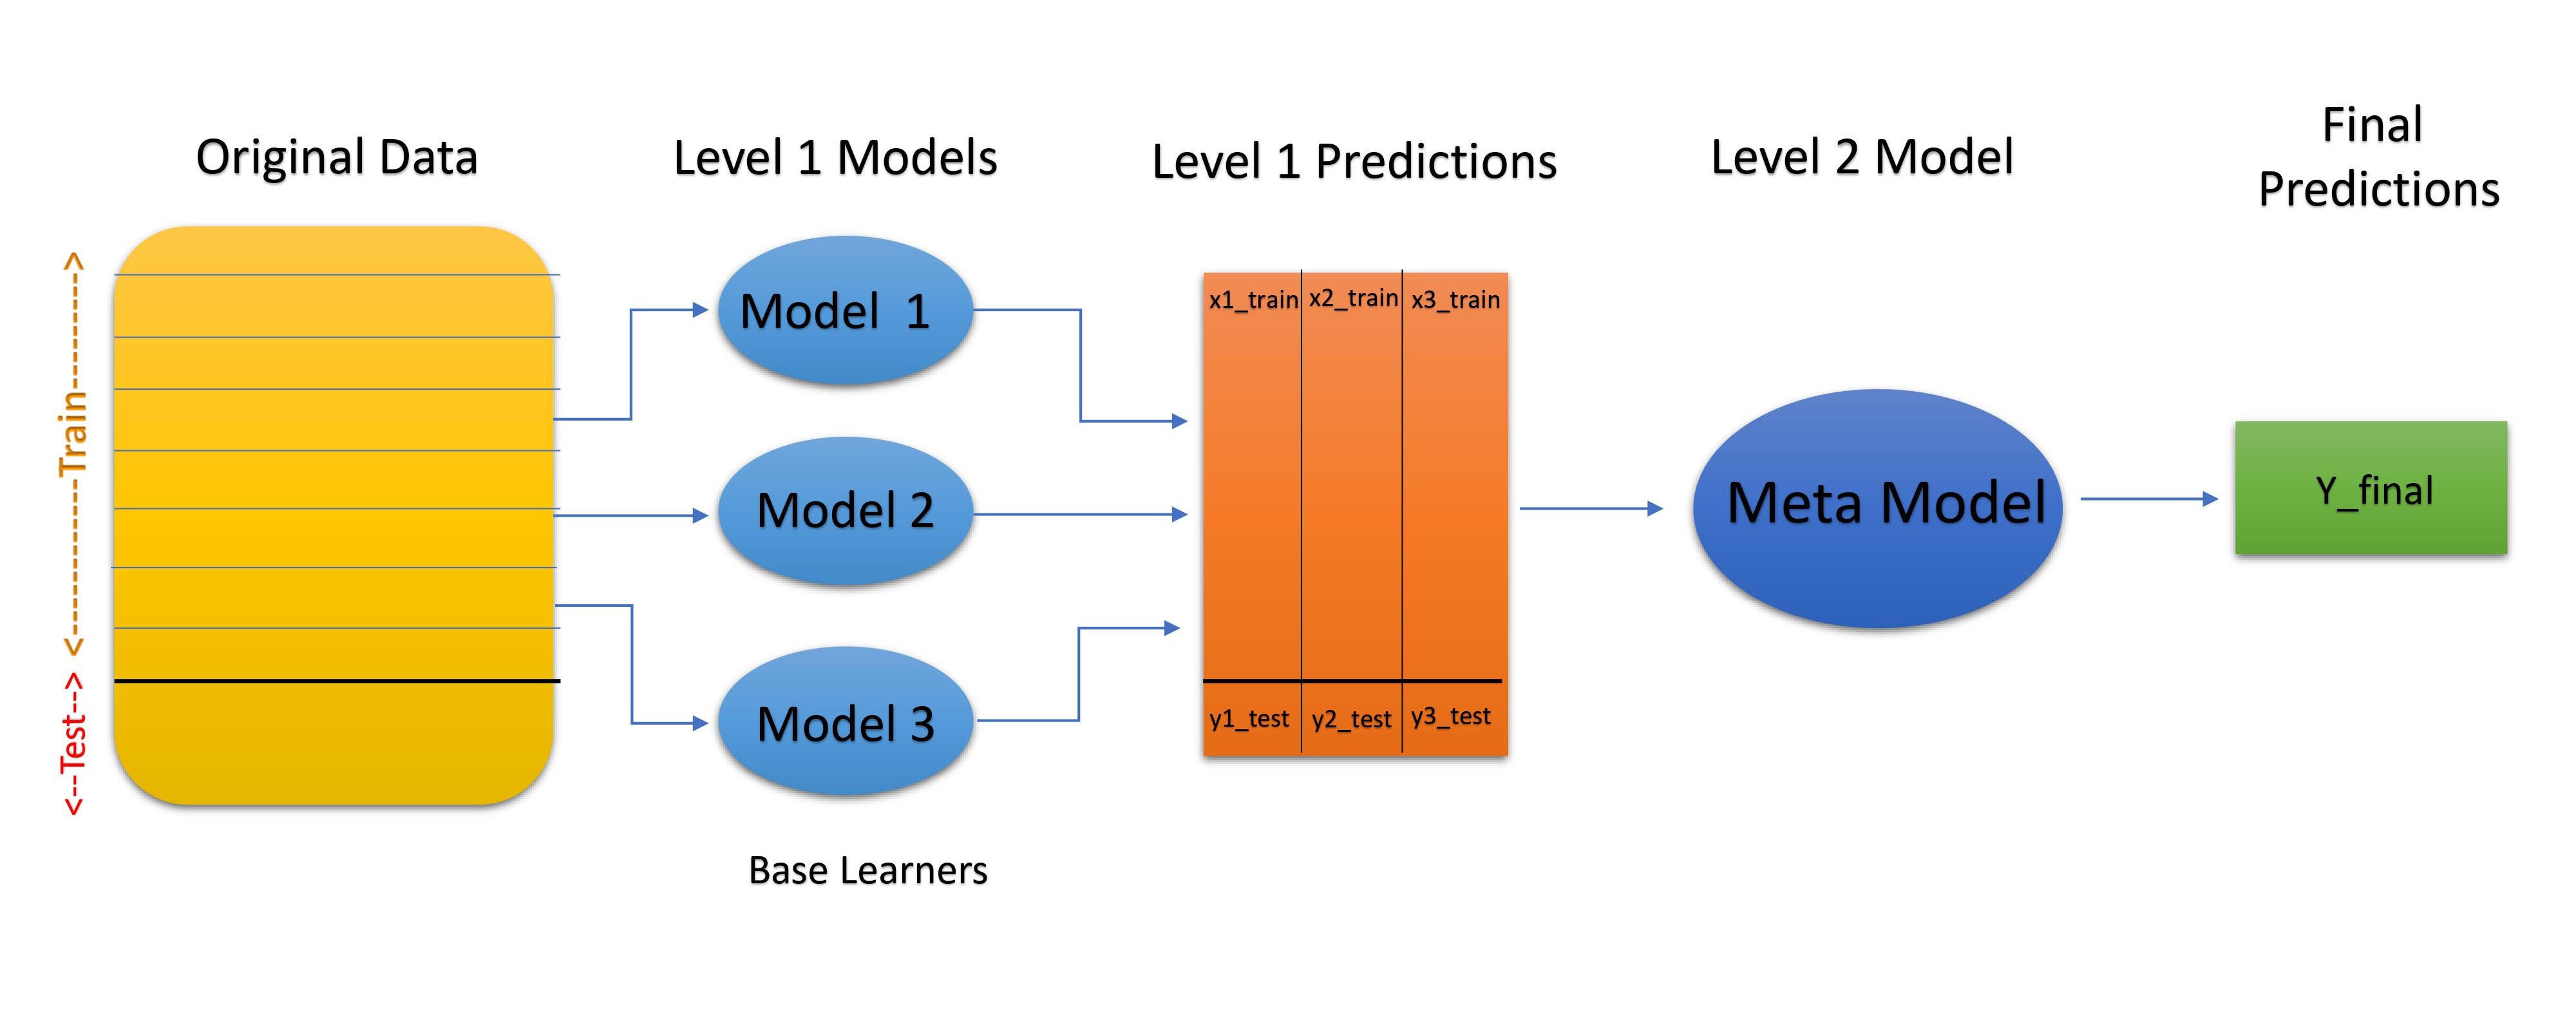 Original Data
Level 1 Models
Level 1 Predictions
Level 2 Model
Final
Predictions
<--Test--> <------------Train---------->
Model 1
Model 2
Model 3
Base Learners
x1_train x2_train x3_train
y1_test y2_test y3_test
Meta Model
Y_final